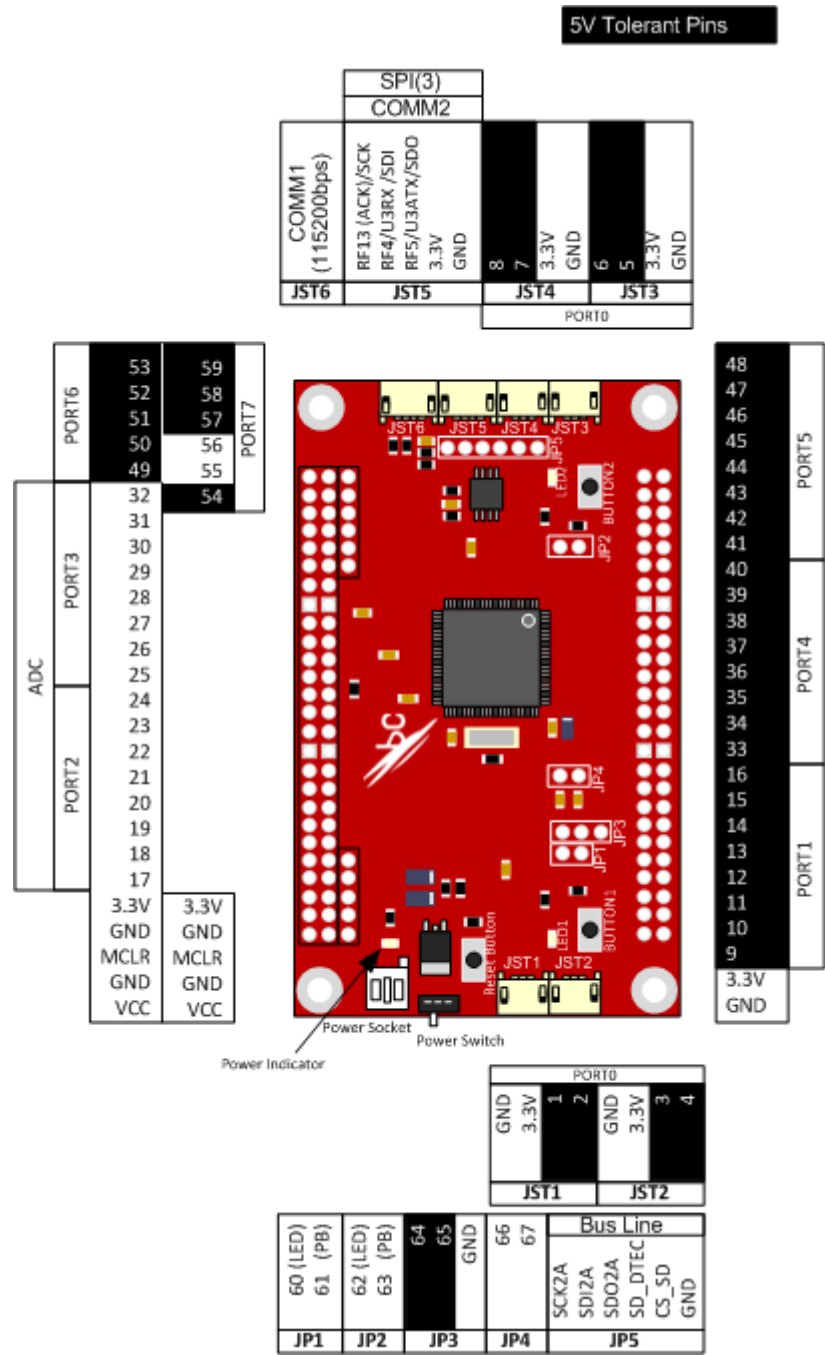 5V Tolerant Pins
SPI(3)
COMM2
COMM1
(115200bps)
RF13 (ACK)/SCK
RF4/U3RX /SDI
RF5/U3ATX/SDO
3.3V
GND
8
7
3.3V
GND
6
5
3.3V
GND
JST6
JST5
JST4
JST3
PORT0
PORT6
53
52
51
50
49
59
58
57
56
55
54
PORT7
ADC
PORT3
32
31
30
29
28
27
26
25
PORT2
24
23
22
21
20
19
18
17
3.3V
GND
MCLR
GND
VCC
3.3V
GND
MCLR
GND
VCC
JST6
JST5
JST4
JST3
JP5
LED2
BUTTON2
JP2
JP4
JP3
JP1
LED1
BUTTON1
Reset Button
JST1
JST2
48
47
46
45
44
43
42
41
PORT5
40
39
38
37
36
35
34
33
PORT4
16
15
14
13
12
11
10
9
PORT1
3.3V
GND
Power Socket
Power Switch
Power Indicator
PORT0
GND
3.3V
1
2
GND
3.3V
3
4
JST1
JST2
60 (LED)
61 (PB)
62 (LED)
63 (PB)
64
65
GND
66
67
Bus Line
SCK2A
SDI2A
SDO2A
SD_DTEC
CS_SD
GND
JP1
JP2
JP3
JP4
JP5